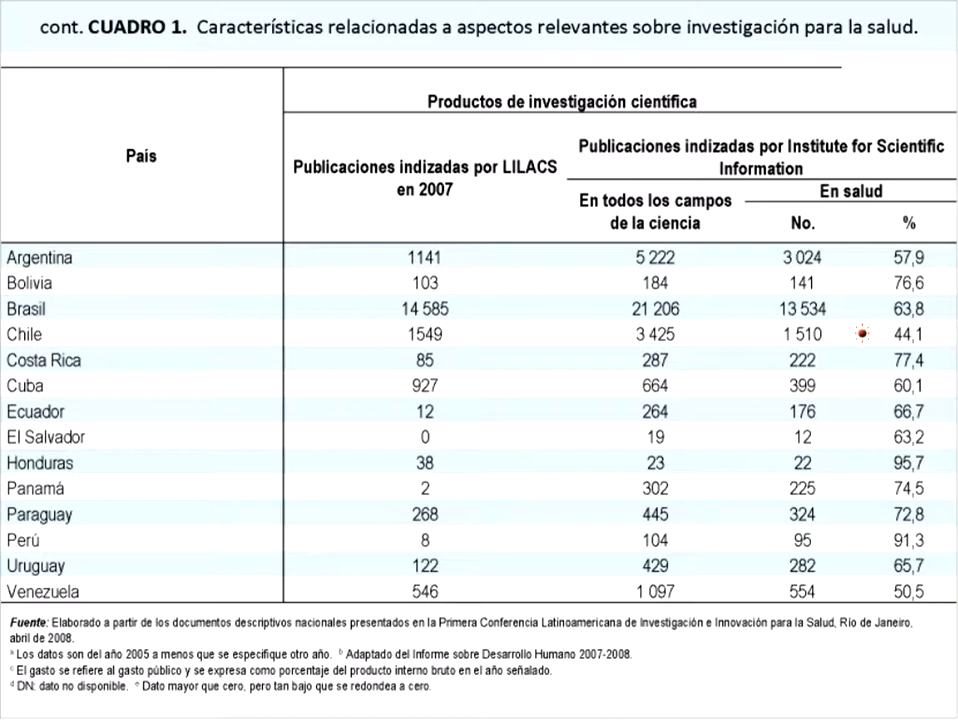 cont. CUADRO 1. Características relacionadas a aspectos relevantes sobre investigación para la salud.
Productos de investigación científica
País
Publicaciones indizadas por LILACS
en 2007
Publicaciones indizadas por Institute for Scientific
Information
En todos los campos
de la ciencia
En salud
No. %
Argentina 1141 5 222 3 024 57,9
Bolivia 103 184 141 76,6
Brasil 14 585 21 206 13 534 63,8
Chile 1549 3 425 1 510 44,1
Costa Rica 85 287 222 77,4
Cuba 927 664 399 60,1
Ecuador 12 264 176 66,7
El Salvador 0 19 12 63,2
Honduras 38 23 22 95,7
Panamá 2 302 225 74,5
Paraguay 268 445 324 72,8
Perú 8 104 95 91,3
Uruguay 122 429 282 65,7
Venezuela 546 1 097 554 50,5
Fuente: Elaborado a partir de los documentos descriptivos nacionales presentados en la Primera Conferencia Latinoamericana de Investigación e Innovación para la Salud, Río de Janeiro,
abril de 2008.
a Los datos son del año 2005 a menos que se especifique otro año. b Adaptado del Informe sobre Desarrollo Humano 2007-2008.
c El gasto se refiere al gasto público y se expresa como porcentaje del producto interno bruto en el año señalado.
d DN: dato no disponible. e Dato mayor que cero, pero tan bajo que se redondea a cero.